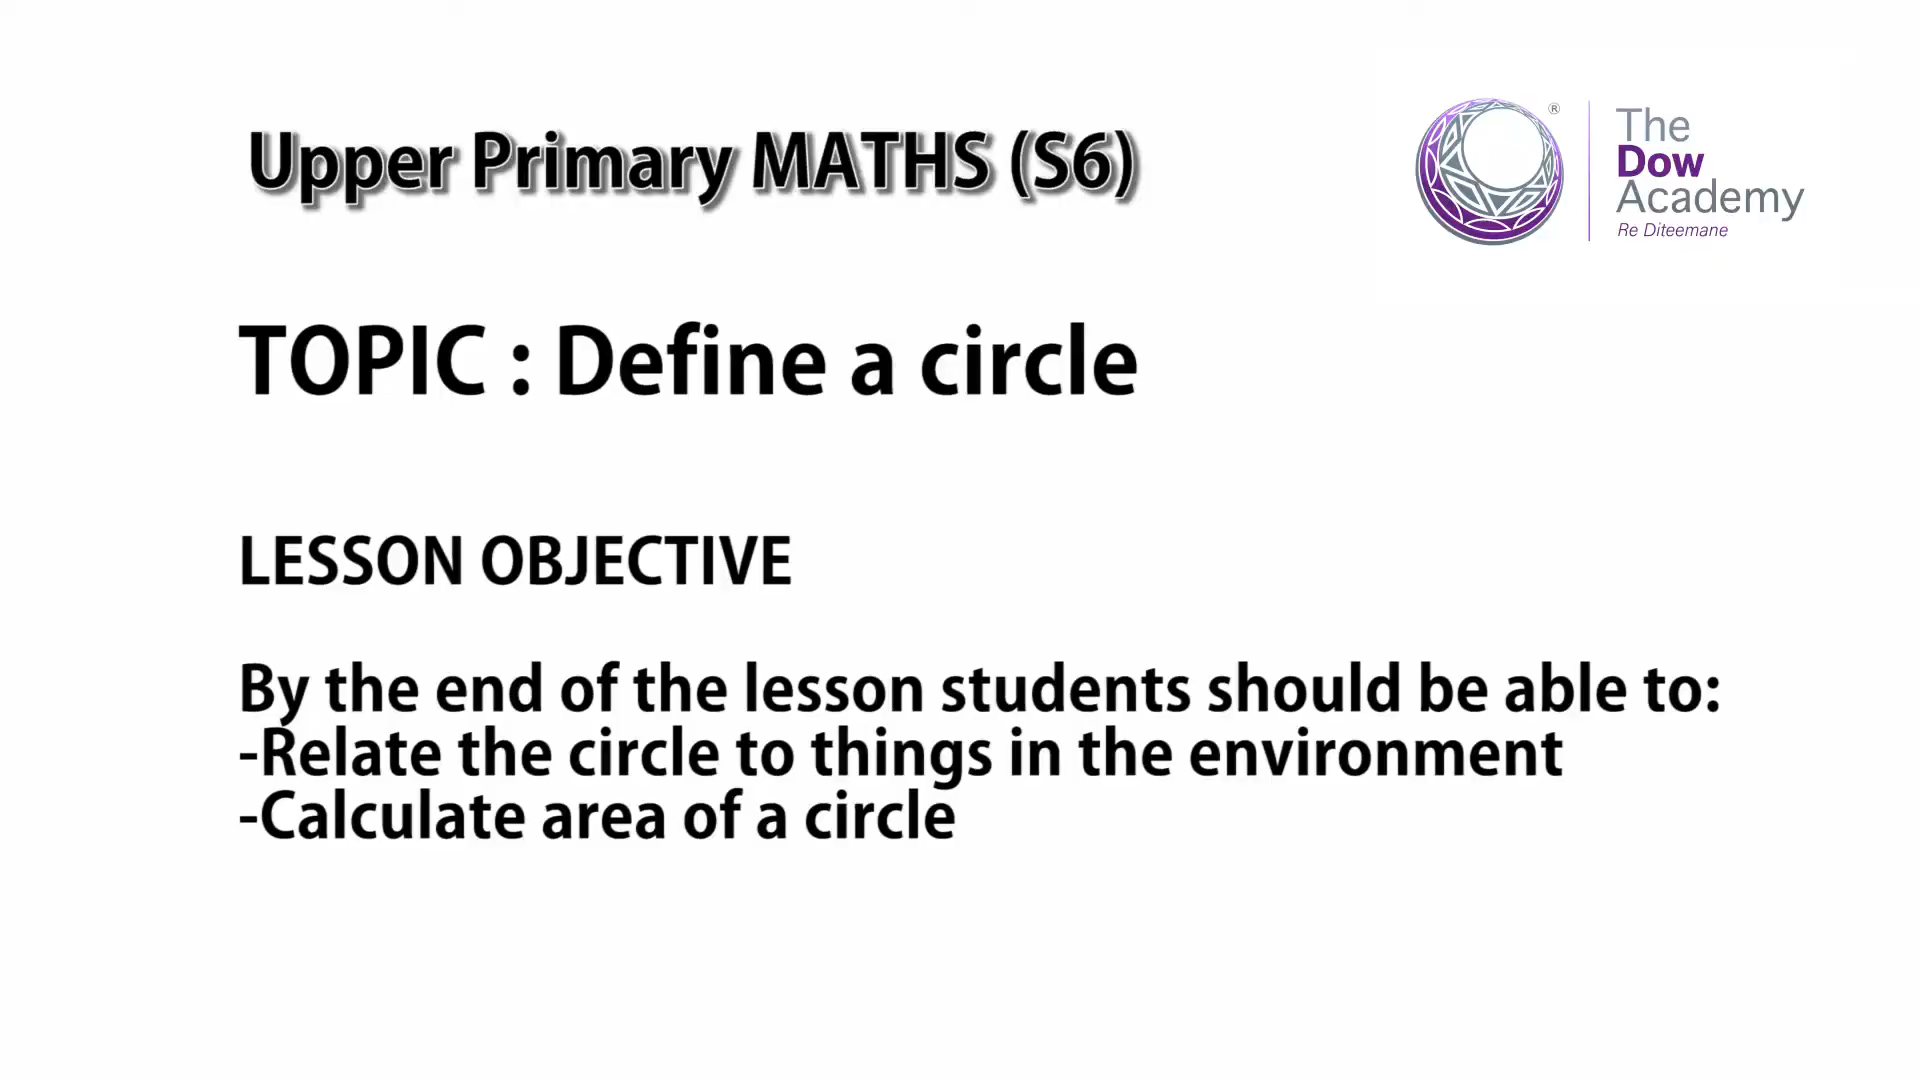 Upper Primary MATHS (S6)
®
The
Dow
Academy
Re Diteemane
TOPIC : Define a circle
LESSON OBJECTIVE
By the end of the lesson students should be able to:
-Relate the circle to things in the environment
-Calculate area of a circle